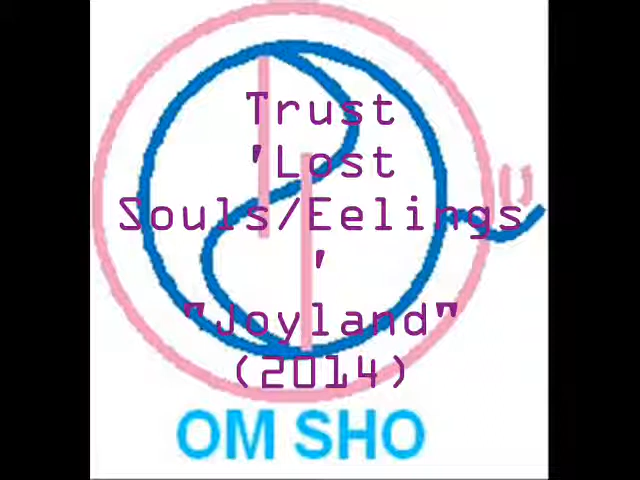 Trust
'Lost
Souls/Eelings
'
"Joyland"
(2014)
OM SHO